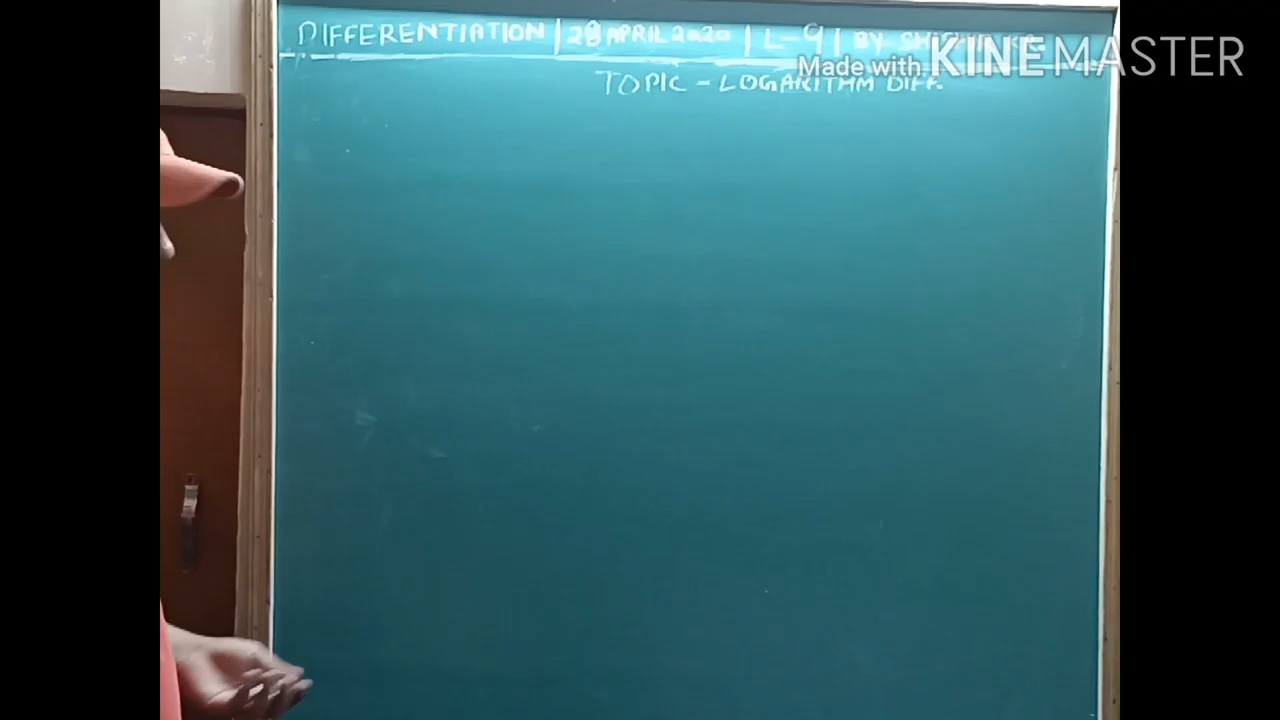 DIFFERENTIATION | 28 APRIL 2020 | L-9 | BY
Made with KINEMASTER
TOPIC - LOGARITHM DIFF.